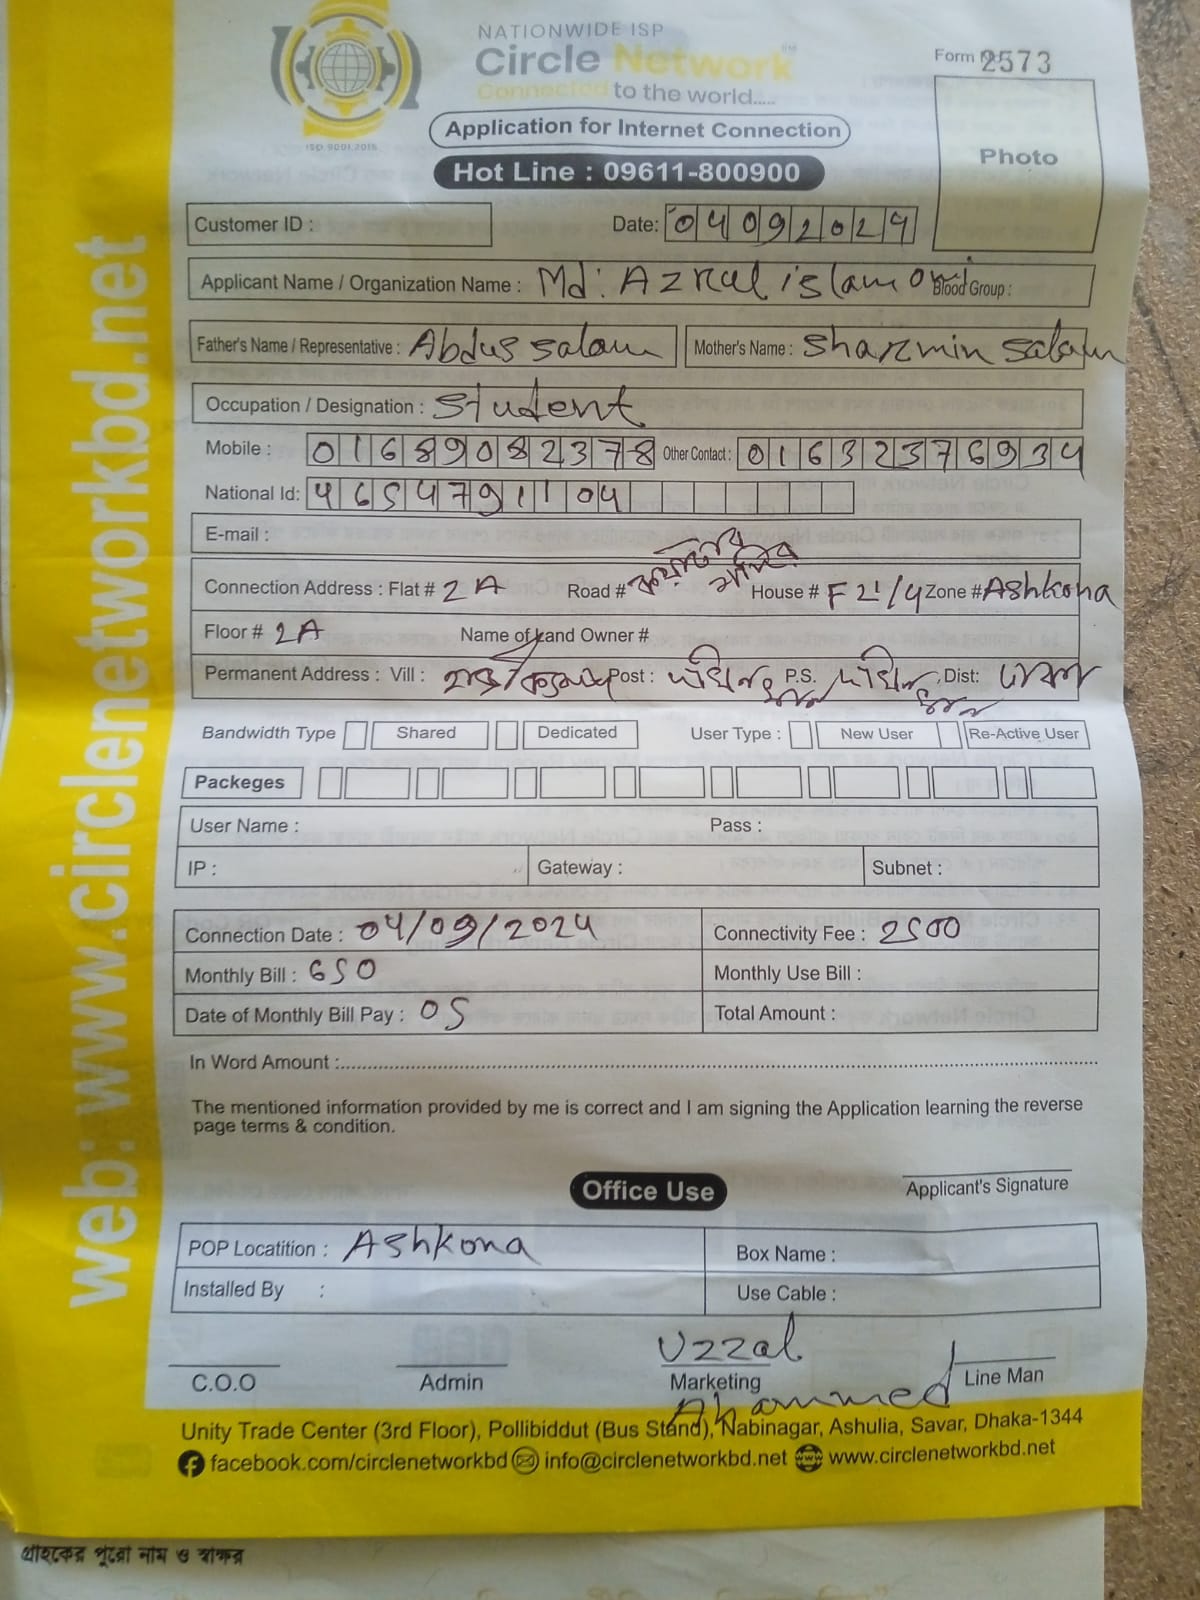 NATIONWIDE ISP
Circle Network™
Connected to the world.....
ISO 9001:2015
Form No 2573
Application for Internet Connection
Photo
Hot Line : 09611-800900
Customer ID :
Date: 04092024
Applicant Name / Organization Name : Md: Azrul islam Omi Blood Group :
Father's Name / Representative : Abdus salam Mother's Name : Sharmin Salam
Occupation / Designation : Student
Mobile : 01689082378 Other Contact : 01632376934
National Id: 4654791104
E-mail :
Connection Address : Flat # 2A Road # House # F 21/4 Zone # Ashkona
Floor # 2A Name of Land Owner #
Permanent Address : Vill : Post : P.S. Dist: ঢাকা
Bandwidth Type Shared Dedicated User Type : New User Re-Active User
Packeges
User Name : Pass :
IP : Gateway : Subnet :
Connection Date : 04/09/2024 Connectivity Fee : 2500
Monthly Bill : 650 Monthly Use Bill :
Date of Monthly Bill Pay : 05 Total Amount :
In Word Amount :
The mentioned information provided by me is correct and I am signing the Application learning the reverse
page terms & condition.
Applicant's Signature
Office Use
POP Locatition : Ashkona Box Name :
Installed By : Use Cable :
Uzzal
C.O.O Admin Marketing Line Man
Ahammed
Unity Trade Center (3rd Floor), Pollibiddut (Bus Stand), Nabinagar, Ashulia, Savar, Dhaka-1344
facebook.com/circlenetworkbd info@circlenetworkbd.net www.circlenetworkbd.net
web: www.circlenetworkbd.net
গ্রাহকের পুরো নাম ও স্বাক্ষর